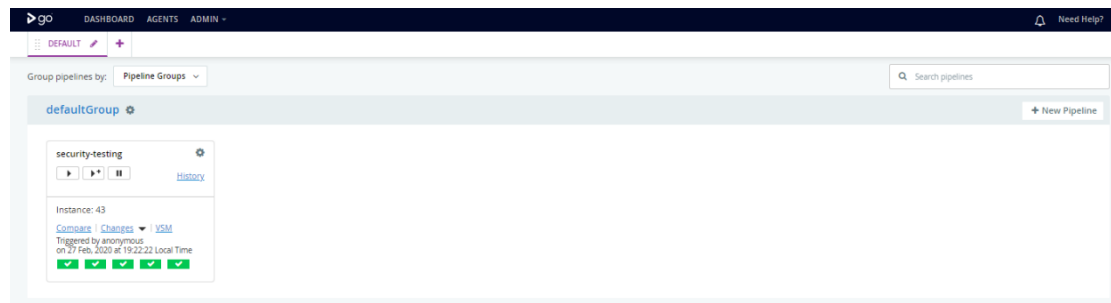 go DASHBOARD AGENTS ADMIN Need Help?
DEFAULT +
Group pipelines by: Pipeline Groups Search pipelines
defaultGroup + New Pipeline
security-testing
History
Instance: 43
Compare | Changes | VSM
Triggered by anonymous
on 27 Feb, 2020 at 19:22:22 Local Time